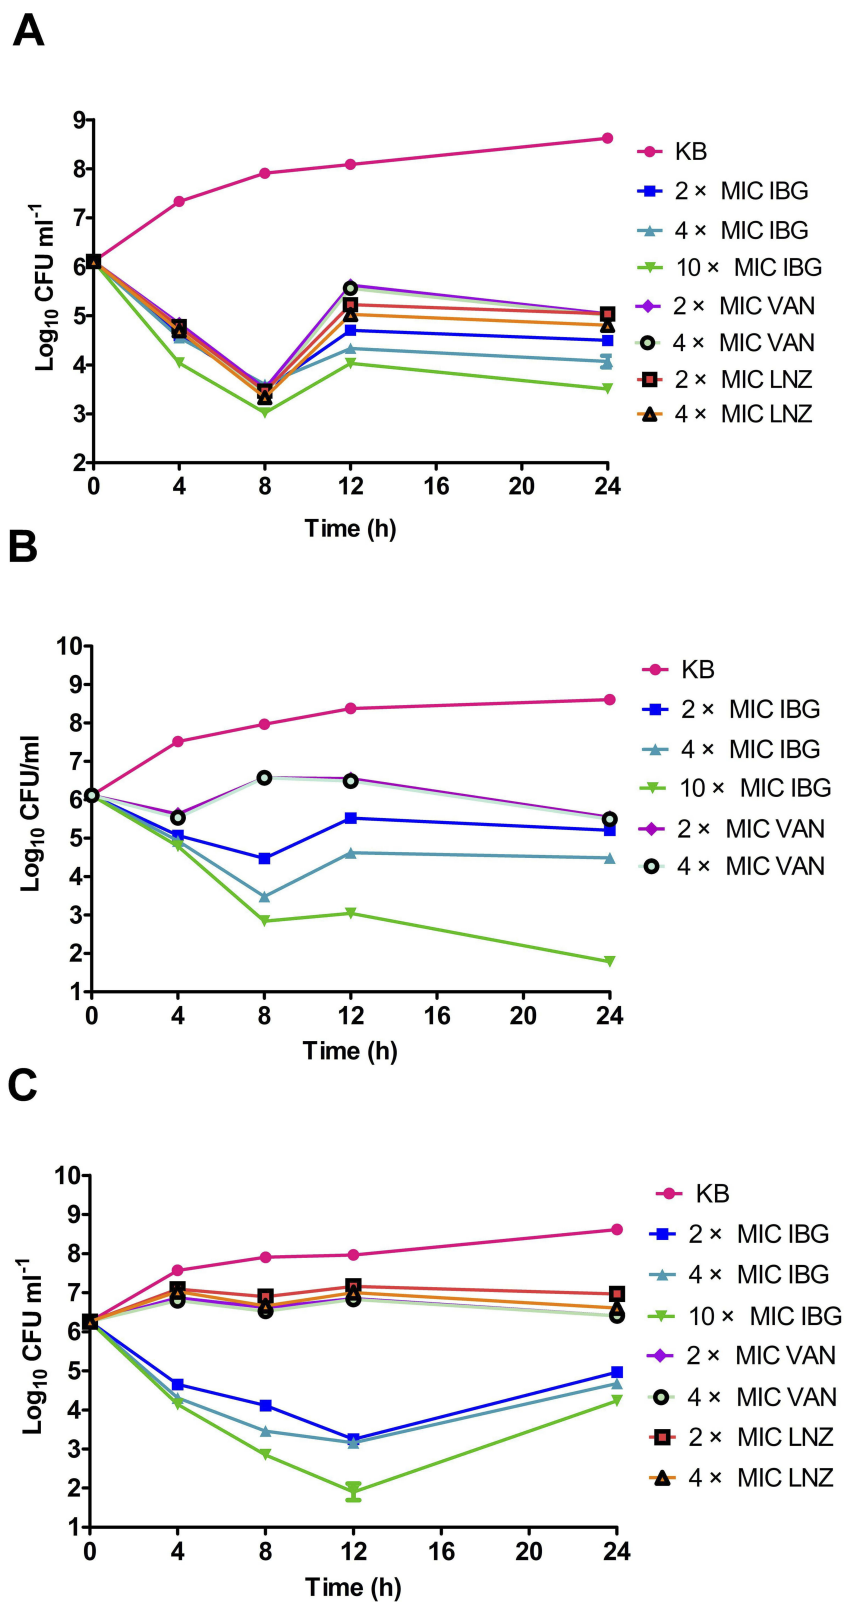 A
9
8
7
6
5
4
3
2
Log10 CFU ml-1
0 4 8 12 16 20 24
Time (h)
KB
2 × MIC IBG
4 × MIC IBG
10 × MIC IBG
2 × MIC VAN
4 × MIC VAN
2 × MIC LNZ
4 × MIC LNZ
B
10
9
8
7
6
5
4
3
2
1
Log10 CFU/ml
0 4 8 12 16 20 24
Time (h)
KB
2 × MIC IBG
4 × MIC IBG
10 × MIC IBG
2 × MIC VAN
4 × MIC VAN
C
10
9
8
7
6
5
4
3
2
1
Log10 CFU ml-1
0 4 8 12 16 20 24
Time (h)
KB
2 × MIC IBG
4 × MIC IBG
10 × MIC IBG
2 × MIC VAN
4 × MIC VAN
2 × MIC LNZ
4 × MIC LNZ